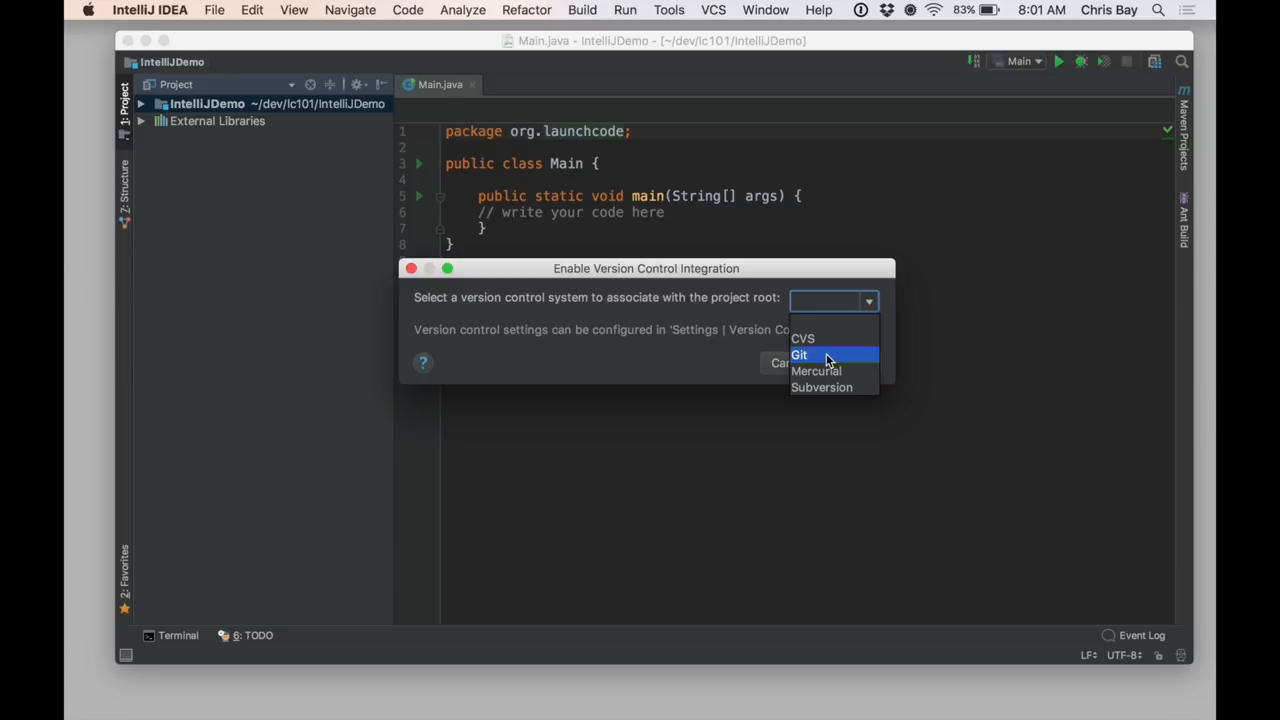 IntelliJ IDEA File Edit View Navigate Code Analyze Refactor Build Run Tools VCS Window Help 83% 8:01 AM Chris Bay
Main.java - IntelliJDemo - [~/dev/lc101/IntelliJDemo]
IntelliJDemo Main
1: Project
Project Main.java
IntelliJDemo ~/dev/lc101/IntelliJDemo
External Libraries
Maven Projects
7: Structure
Ant Build
1 package org.launchcode;
2
3 public class Main {
4
5 public static void main(String[] args) {
6 // write your code here
7 }
8 }
Enable Version Control Integration
Select a version control system to associate with the project root:
Version control settings can be configured in 'Settings | Version Co
? Can
CVS
Git
Mercurial
Subversion
2: Favorites
Terminal 6: TODO Event Log
LF÷ UTF-8÷